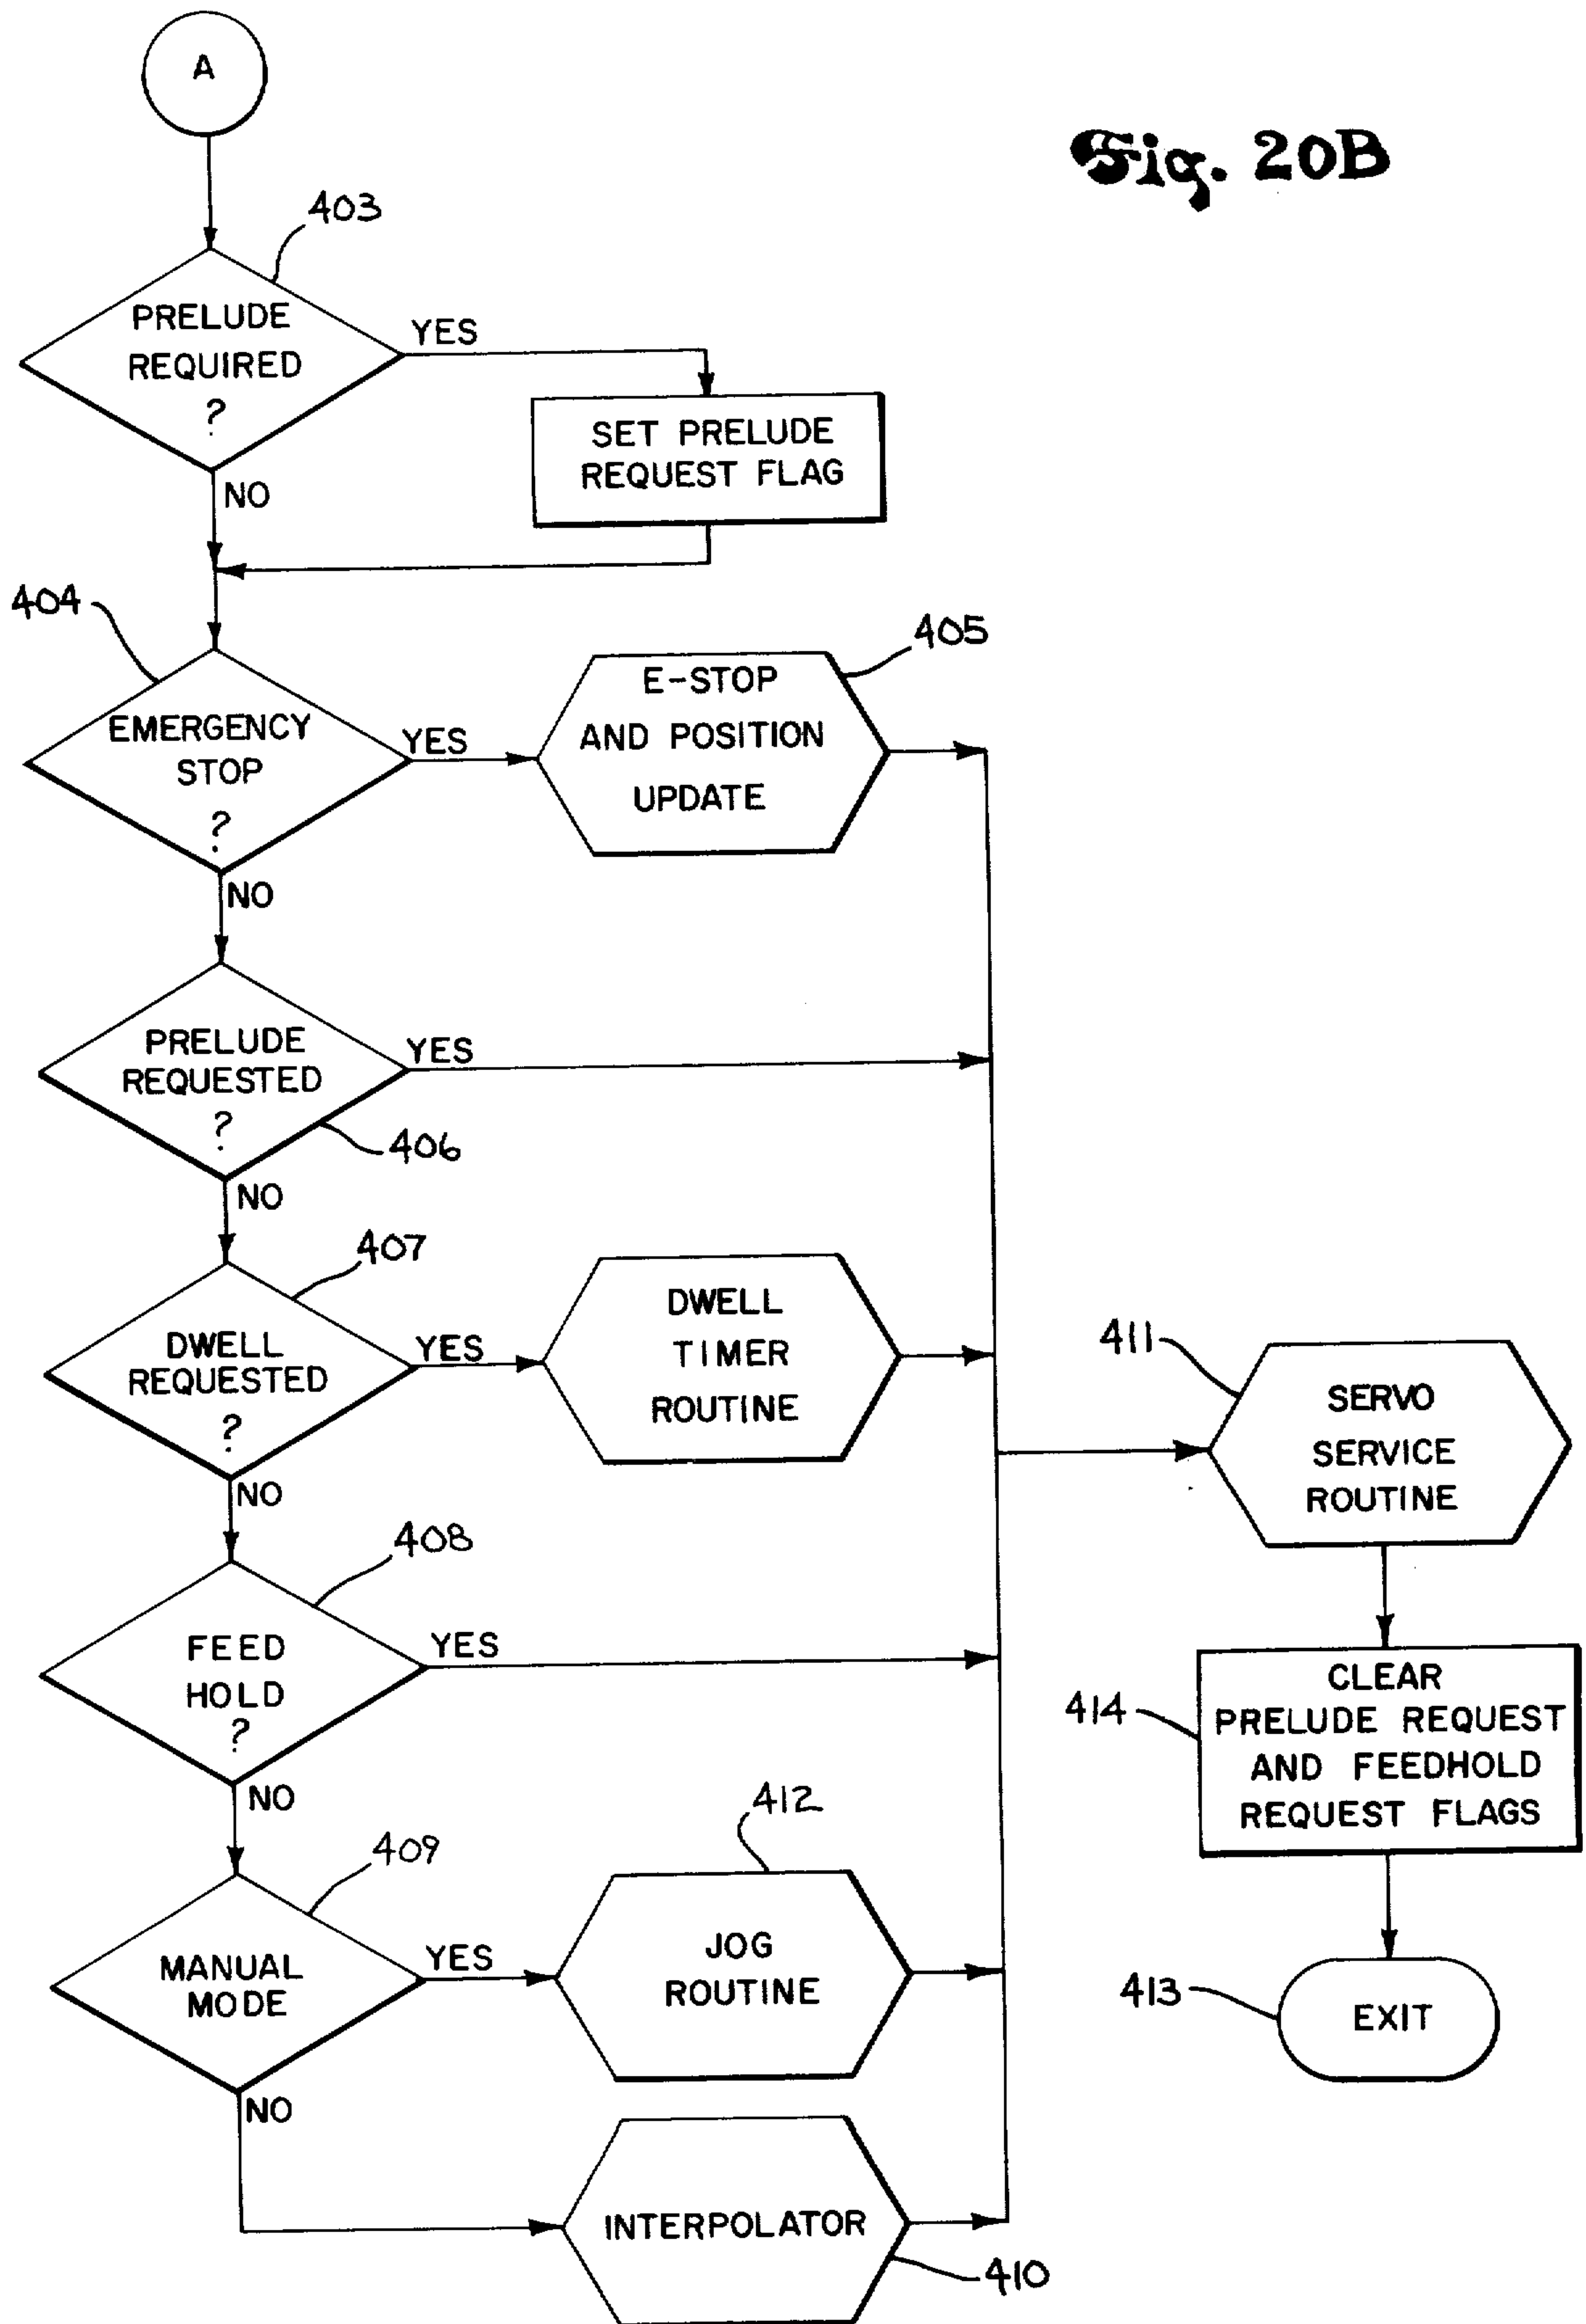 A
Fig. 20B
403
PRELUDE
REQUIRED
?
YES
SET PRELUDE
REQUEST FLAG
NO
404
EMERGENCY
STOP
?
YES
405
E-STOP
AND POSITION
UPDATE
NO
PRELUDE
REQUESTED
?
YES
406
NO
407
DWELL
REQUESTED
?
YES
DWELL
TIMER
ROUTINE
NO
411
SERVO
SERVICE
ROUTINE
408
FEED
HOLD
?
YES
NO
414
CLEAR
PRELUDE REQUEST
AND FEEDHOLD
REQUEST FLAGS
409
MANUAL
MODE
YES
412
JOG
ROUTINE
413
EXIT
NO
INTERPOLATOR
410